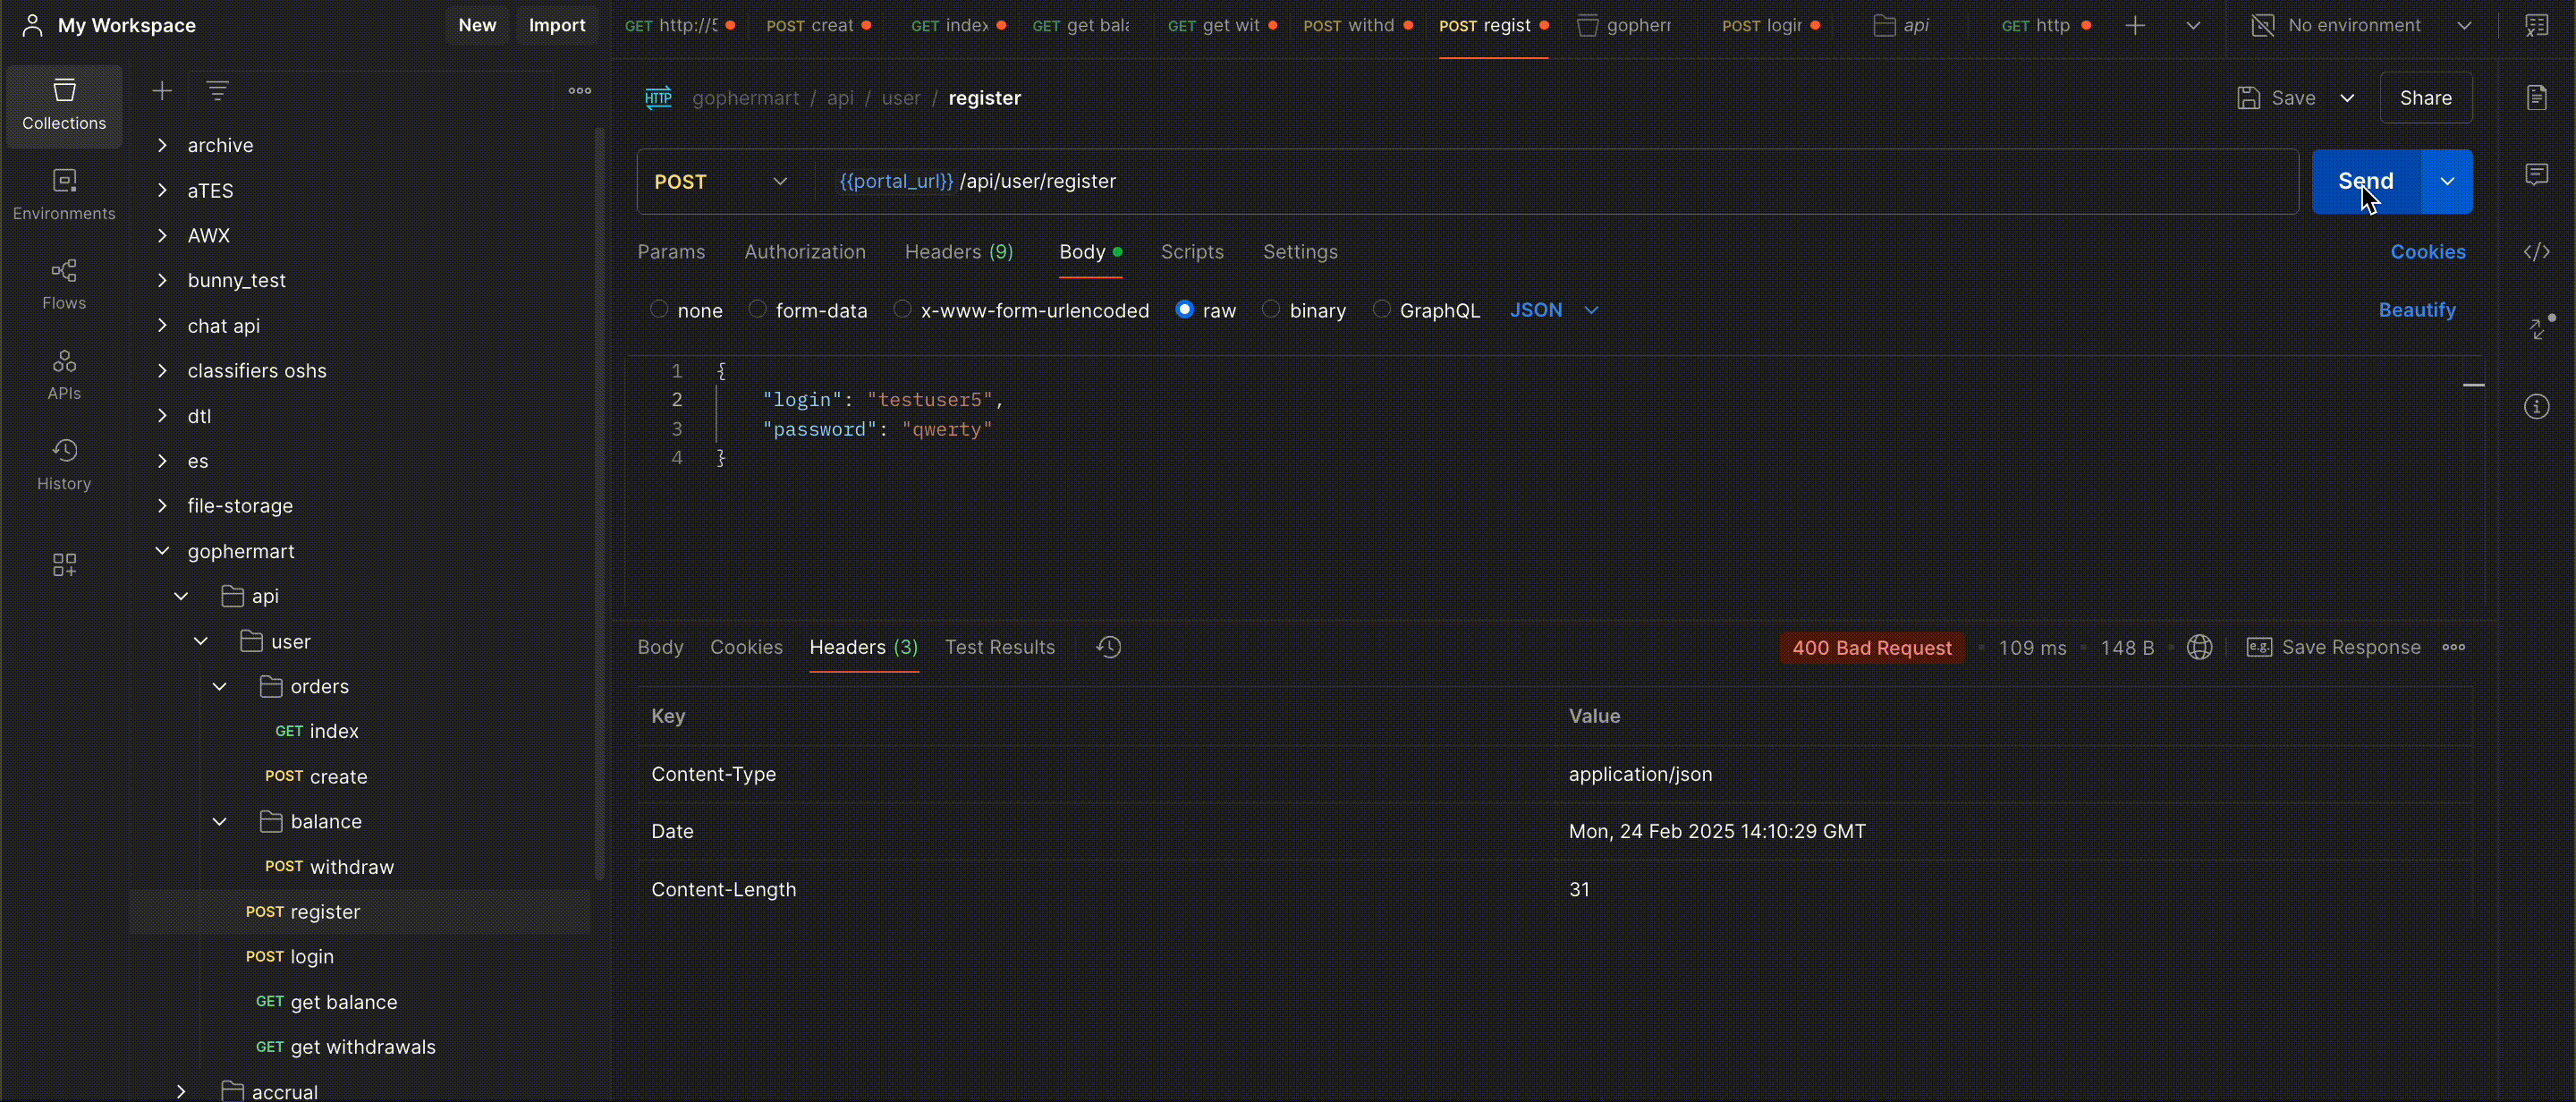 My Workspace
New
Import
GET http://5
POST creat
GET index
GET get bal
GET get wit
POST withd
POST regist
gopherr
POST login
api
GET http
No environment
Collections
Environments
Flows
APIs
History
archive
aTES
AWX
bunny_test
chat api
classifiers oshs
dtl
es
file-storage
gophermart
api
user
orders
GET index
POST create
balance
POST withdraw
POST register
POST login
GET get balance
GET get withdrawals
accrual
HTTP gophermart / api / user / register
Save
Share
POST
{{portal_url}} /api/user/register
Send
Params Authorization Headers (9) Body Scripts Settings
Cookies
none form-data x-www-form-urlencoded raw binary GraphQL JSON
Beautify
1 {
2 "login": "testuser5",
3 "password": "qwerty"
4 }
Body Cookies Headers (3) Test Results
400 Bad Request 109 ms 148 B
e.g. Save Response
Key Value
Content-Type application/json
Date Mon, 24 Feb 2025 14:10:29 GMT
Content-Length 31